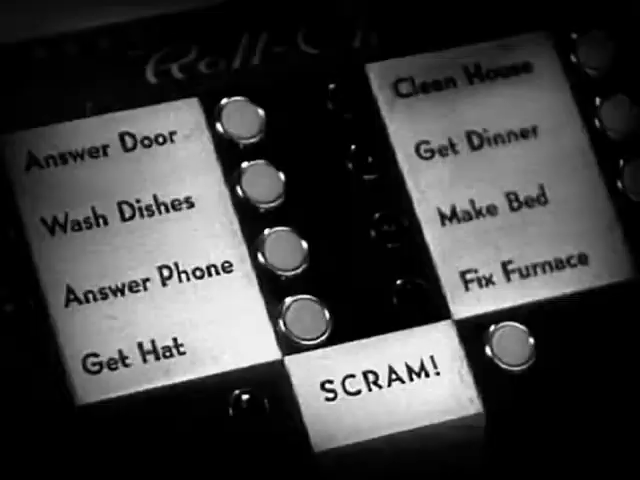 Answer Door
Wash Dishes
Answer Phone
Get Hat
Clean House
Get Dinner
Make Bed
Fix Furnace
SCRAM!